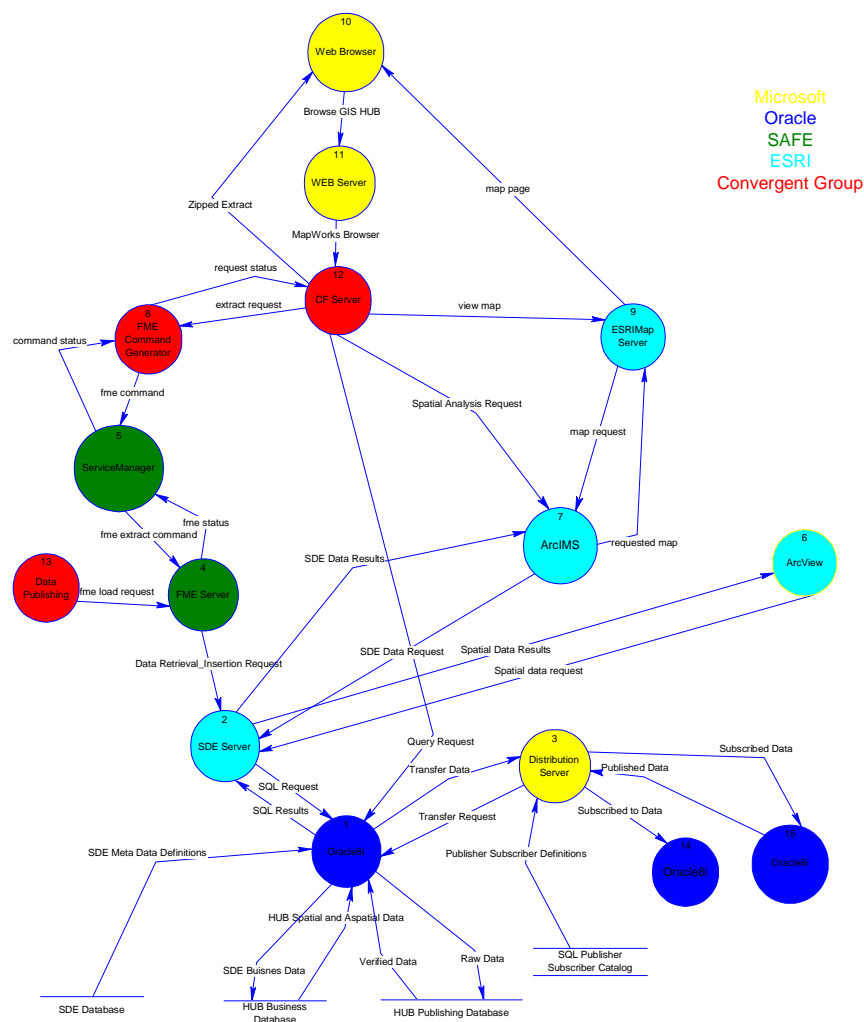 10
Web Browser
Microsoft
Oracle
SAFE
ESRI
Convergent Group
Browse GIS HUB
11
WEB Server
map page
Zipped Extract
MapWorks Browser
request status
12
CF Server
extract request
view map
8
FME
Command
Generator
9
ESRIMap
Server
command status
fme command
Spatial Analysis Request
map request
5
ServiceManager
fme status
fme extract command
7
ArcIMS
requested map
6
ArcView
SDE Data Results
13
Data
Publishing
fme load request
4
FME Server
SDE Data Request
Spatial Data Results
Data Retrieval_Insertion Request
Spatial data request
2
SDE Server
Query Request
3
Distribution
Server
Subscribed Data
Transfer Data
Published Data
SQL Request
SQL Results
Transfer Request
Subscribed to Data
1
Oracle8i
SDE Meta Data Definitions
Publisher Subscriber Definitions
14
Oracle8i
15
Oracle8i
HUB Spatial and Aspatial Data
SDE Buisnes Data
Verified Data
Raw Data
SQL Publisher
Subscriber Catalog
SDE Database
HUB Business
Database
HUB Publishing Database